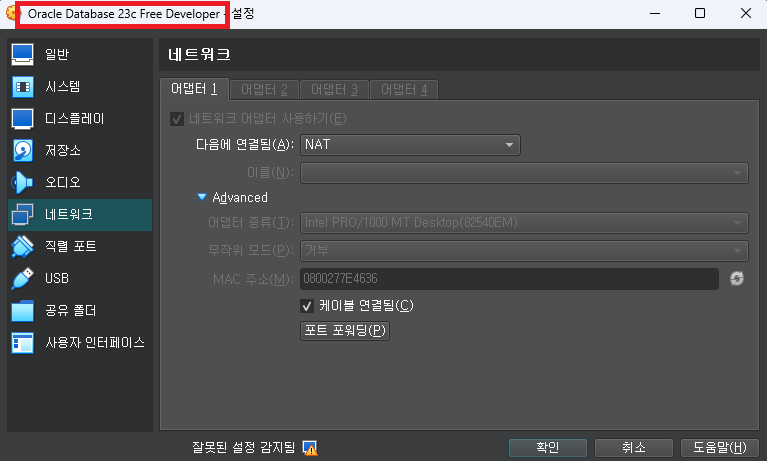 Oracle Database 23c Free Developer - 설정
일반
시스템
디스플레이
저장소
오디오
네트워크
직렬 포트
USB
공유 폴더
사용자 인터페이스
네트워크
어댑터 1 어댑터 2 어댑터 3 어댑터 4
네트워크 어댑터 사용하기(E)
다음에 연결됨(A): NAT
이름(N):
Advanced
어댑터 종류(T): Intel PRO/1000 MT Desktop(82540EM)
무작위 모드(P): 거부
MAC 주소(M): 0800277E4636
케이블 연결됨(C)
포트 포워딩(P)
잘못된 설정 감지됨
확인 취소 도움말(H)